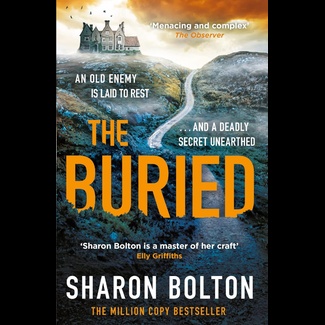 ‘Menacing and complex’
The Observer
AN OLD ENEMY
IS LAID TO REST
THE
. . . AND A DEADLY
SECRET UNEARTHED
BURIED
‘Sharon Bolton is a master of her craft’
Elly Griffiths
SHARON BOLTON
THE MILLION COPY BESTSELLER